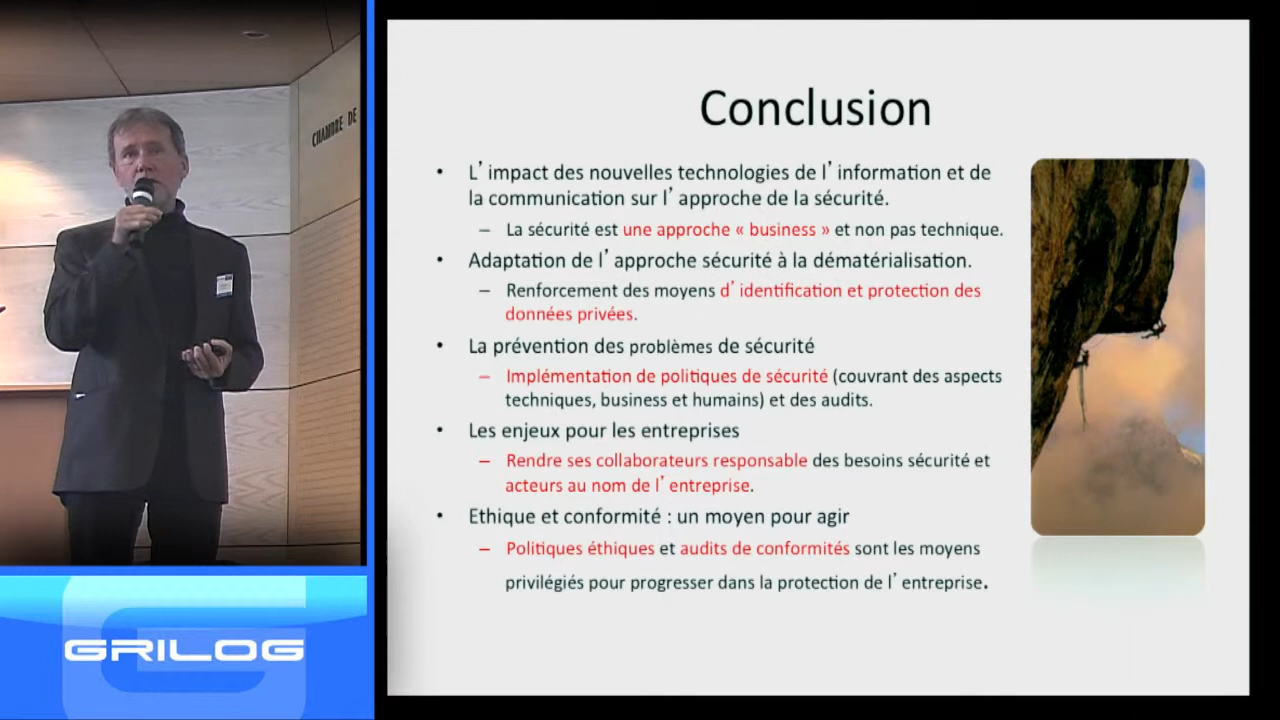 CHAMBRE DE
GRILOG
Conclusion
• L’impact des nouvelles technologies de l’information et de
la communication sur l’approche de la sécurité.
– La sécurité est une approche « business » et non pas technique.
• Adaptation de l’approche sécurité à la dématérialisation.
– Renforcement des moyens d’identification et protection des
données privées.
• La prévention des problèmes de sécurité
– Implémentation de politiques de sécurité (couvrant des aspects
techniques, business et humains) et des audits.
• Les enjeux pour les entreprises
– Rendre ses collaborateurs responsable des besoins sécurité et
acteurs au nom de l’entreprise.
• Ethique et conformité : un moyen pour agir
– Politiques éthiques et audits de conformités sont les moyens
privilégiés pour progresser dans la protection de l’entreprise.